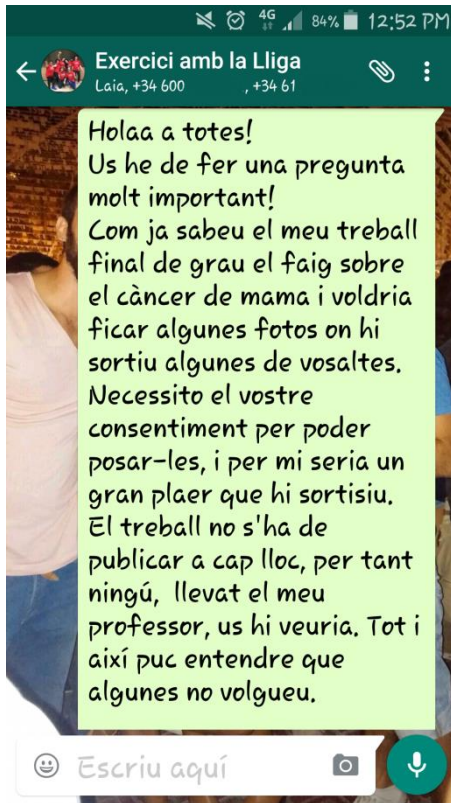 4G 84% 12:52 PM
Exercici amb la Lliga
Laia, +34 600 , +34 61
Holaa a totes!
Us he de fer una pregunta
molt important!
Com ja sabeu el meu treball
final de grau el faig sobre
el càncer de mama i voldria
ficar algunes fotos on hi
sortiu algunes de vosaltes.
Necessito el vostre
consentiment per poder
posar-les, i per mi seria un
gran plaer que hi sortisiu.
El treball no s'ha de
publicar a cap lloc, per tant
ningú, llevat el meu
professor, us hi veuria. Tot i
així puc entendre que
algunes no volgueu.
Escriu aquí